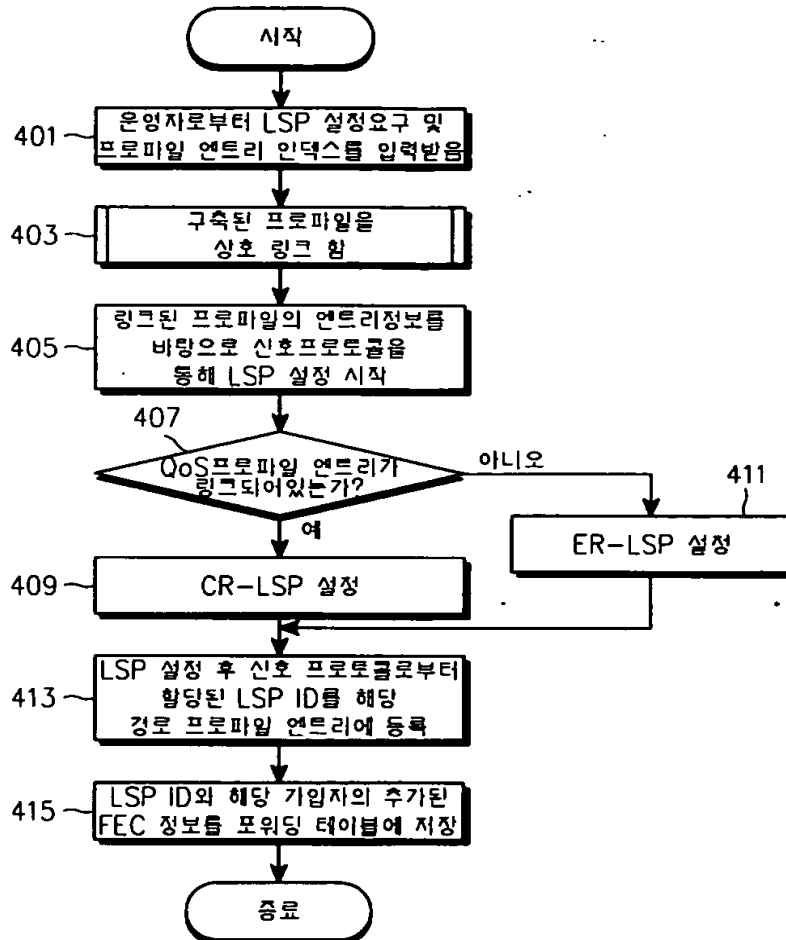 시작
401
운영자로부터 LSP 설정요구 및
프로파일 엔트리 인덱스를 입력받음
403
구축된 프로파일을
상호 링크 함
405
링크된 프로파일의 엔트리정보를
바탕으로 신호프로토콜을
통해 LSP 설정 시작
407
QoS프로파일 엔트리가
링크되어있는가?
아니오
예
411
ER-LSP 설정
409
CR-LSP 설정
413
LSP 설정 후 신호 프로토콜로부터
할당된 LSP ID를 해당
경로 프로파일 엔트리에 등록
415
LSP ID와 해당 가입자의 추가된
FEC 정보를 포워딩 테이블에 저장
종료